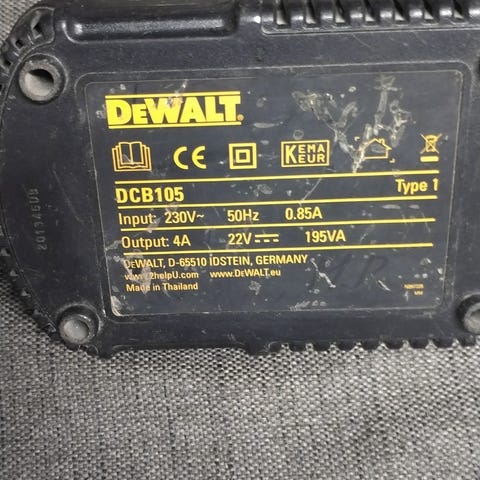 DEWALT
CE KEMA KEUR
DCB105 Type 1
Input: 230V~ 50Hz 0.85A
Output: 4A 22V⎓ 195VA
DEWALT, D-65510 IDSTEIN, GERMANY
www.2helpU.com www.DEWALT.eu
Made in Thailand